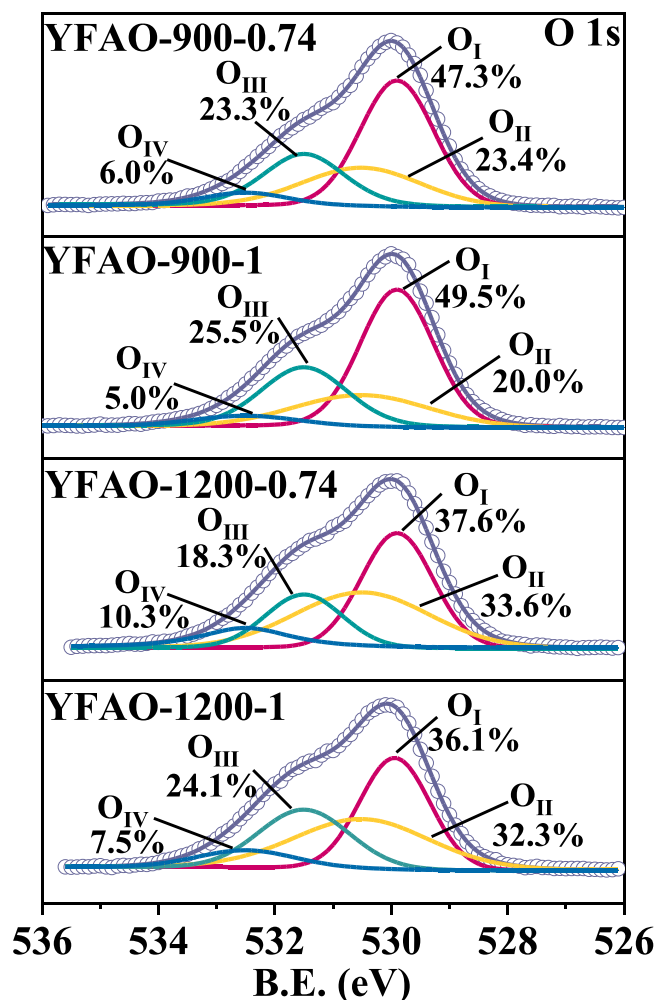 YFAO-900-0.74
O 1s
O_I
47.3%
O_III
23.3%
O_II
23.4%
O_IV
6.0%
YFAO-900-1
O_I
49.5%
O_III
25.5%
O_II
20.0%
O_IV
5.0%
YFAO-1200-0.74
O_I
37.6%
O_III
18.3%
O_II
33.6%
O_IV
10.3%
YFAO-1200-1
O_I
36.1%
O_III
24.1%
O_II
32.3%
O_IV
7.5%
536 534 532 530 528 526
B.E. (eV)